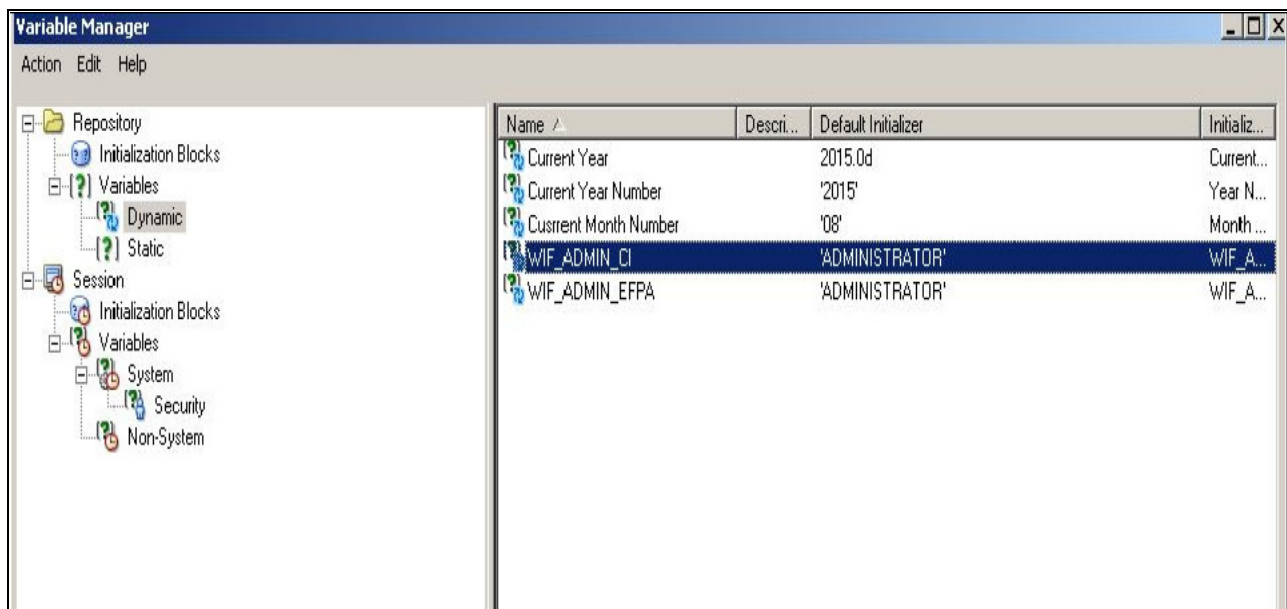 Variable Manager
Action Edit Help
Repository
Initialization Blocks
Variables
Dynamic
Static
Session
Initialization Blocks
Variables
System
Security
Non-System
Name Descri... Default Initializer Initializ...
Current Year 2015.0d Current...
Current Year Number '2015' Year N...
Cusrrent Month Number '08' Month ...
WIF_ADMIN_CI 'ADMINISTRATOR' WIF_A...
WIF_ADMIN_EFPA 'ADMINISTRATOR' WIF_A...